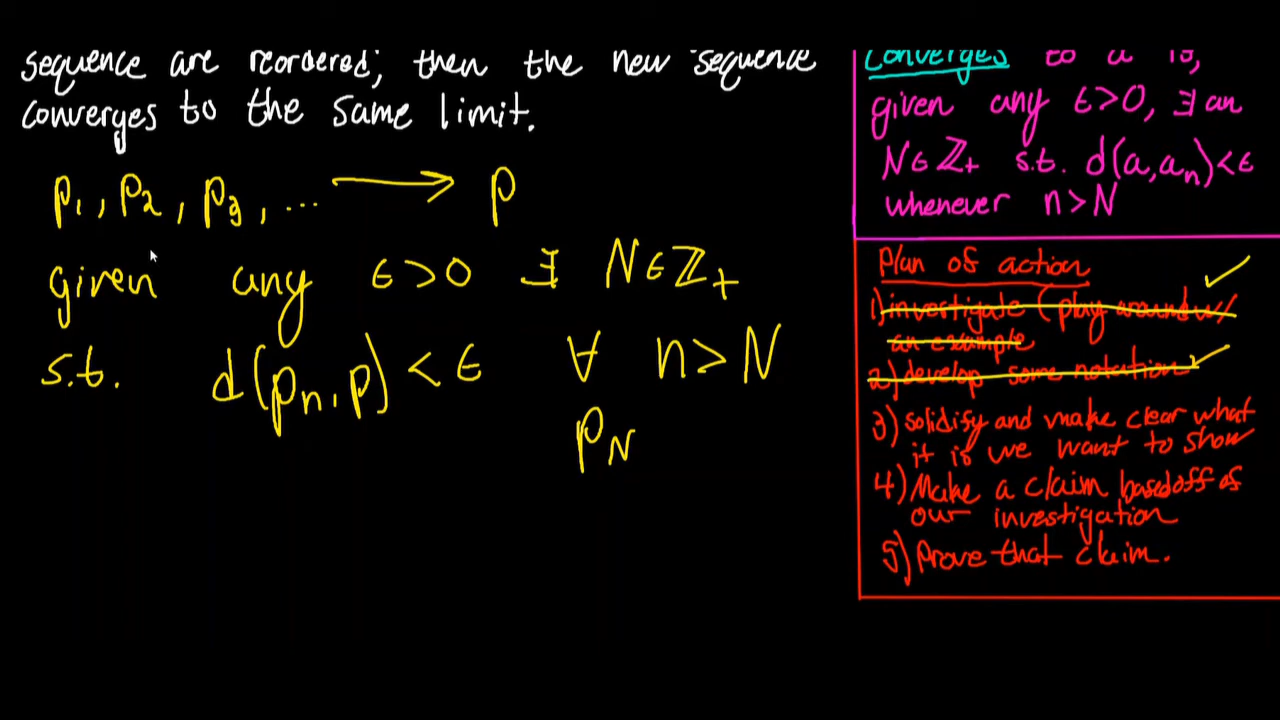 sequence are reordered, then the new sequence
converges to the same limit.
p₁, p₂, p₃, ... ⟶ p
given any ϵ>0 ∃ N∈ℤ₊
s.t. d(pₙ, p) < ϵ ∀ n>N
p_N
converges to a is,
given any ϵ>0, ∃ an
N∈ℤ₊ s.t. d(a,aₙ)<ϵ
whenever n>N
Plan of action ✓
1) investigate (play around w/
an example
2) develop some notation ✓
3) solidify and make clear what
it is we want to show
4) Make a claim based off of
our investigation
5) Prove that claim.